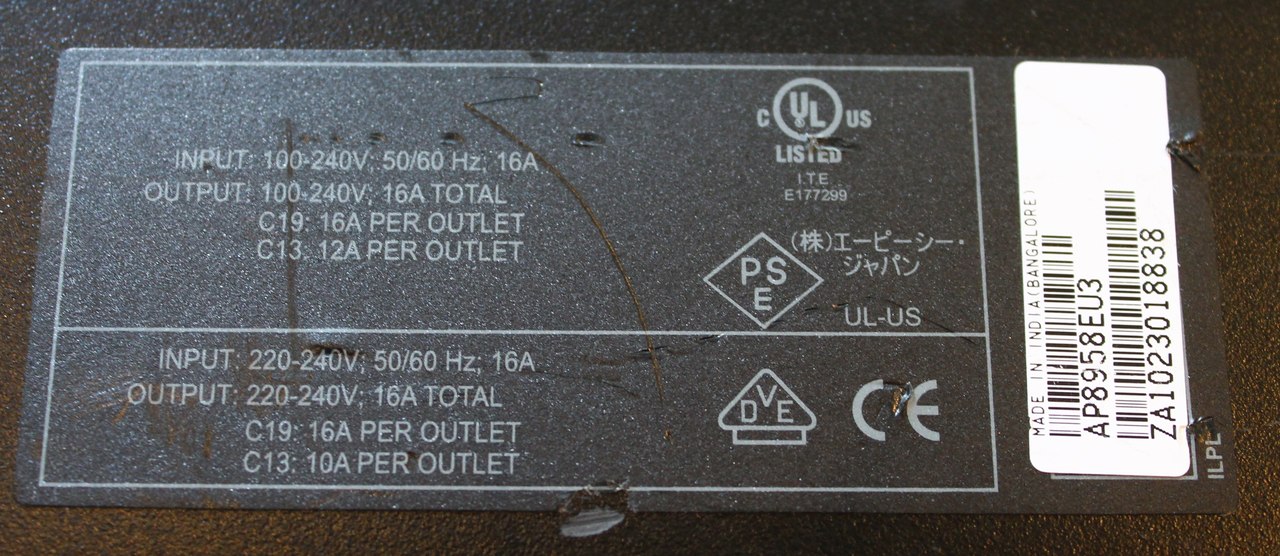 INPUT: 100-240V; 50/60 Hz; 16A
OUTPUT: 100-240V; 16A TOTAL
C19: 16A PER OUTLET
C13: 12A PER OUTLET
C UL US
LISTED
I.T.E
E177299
PSE
(株)エーピーシー・
ジャパン
UL-US
INPUT: 220-240V; 50/60 Hz; 16A
OUTPUT: 220-240V; 16A TOTAL
C19: 16A PER OUTLET
C13: 10A PER OUTLET
DVE
CE
MADE IN INDIA(BANGALORE)
AP8958EU3
ZA1023018838
ILPL